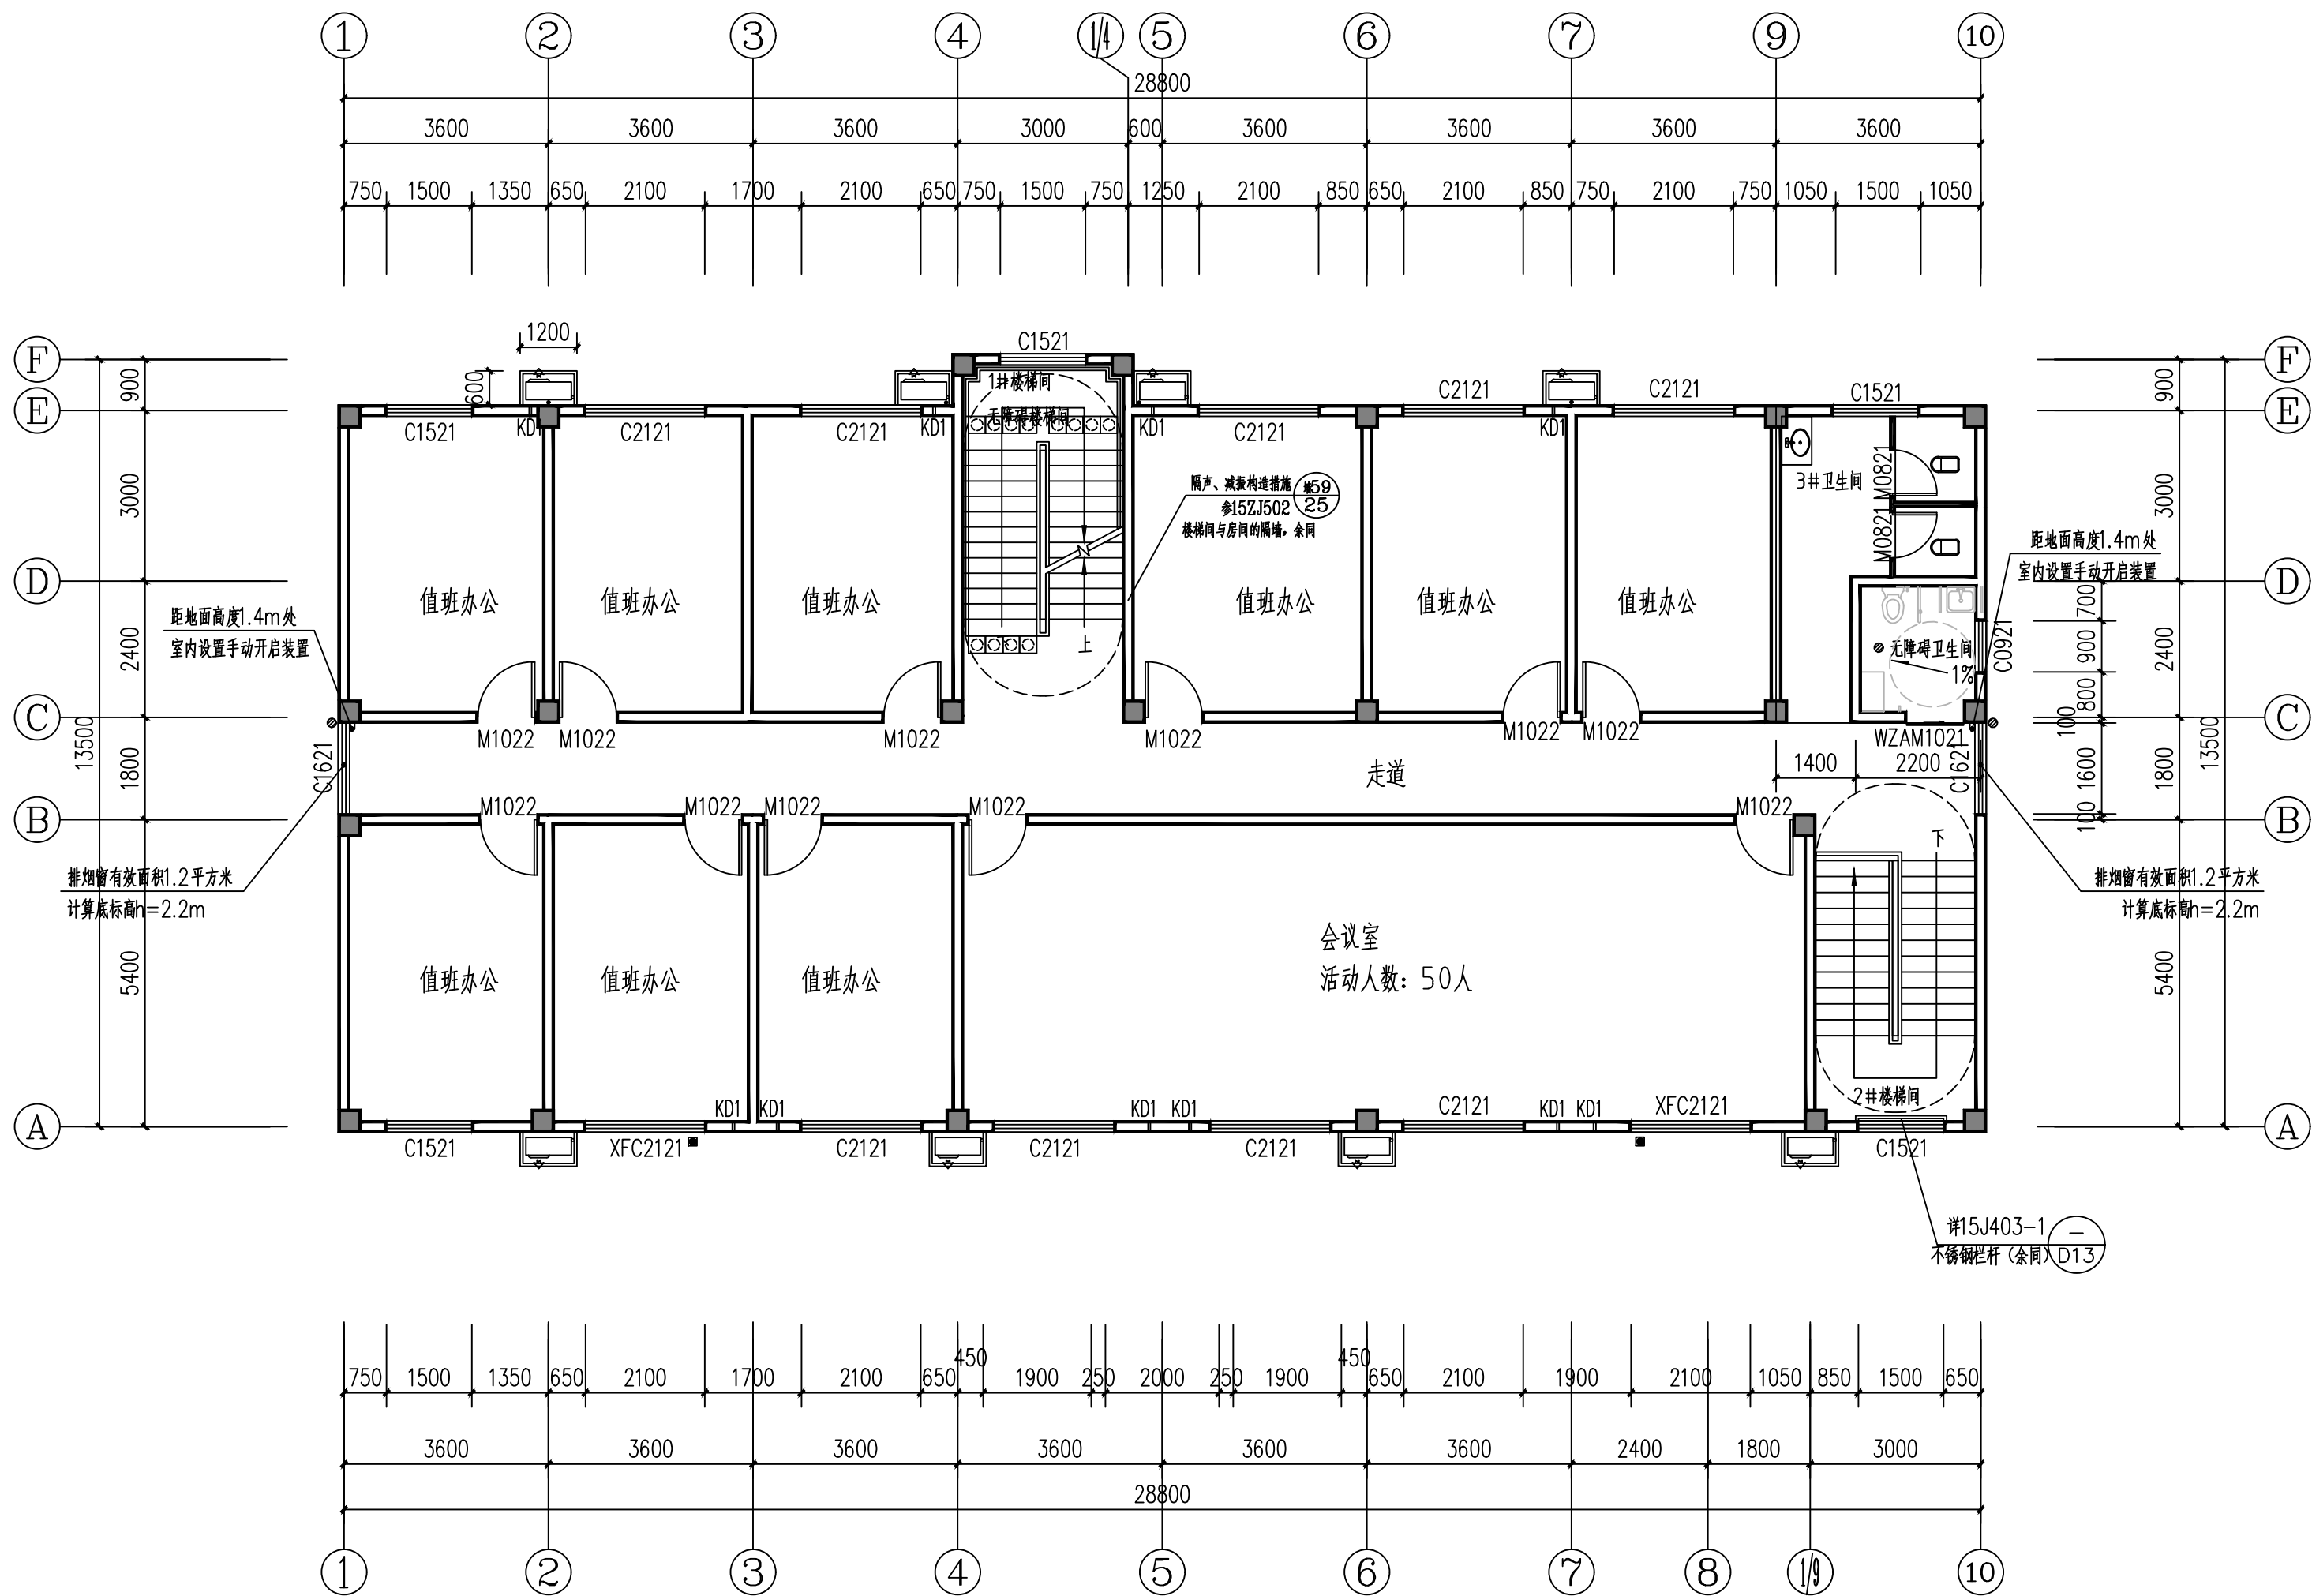 1 2 3 4 1/4 5 6 7 9 10
28800
3600 3600 3600 3000 600 3600 3600 3600 3600
750 1500 1350 650 2100 1700 2100 650 750 1500 750 1250 2100 850 650 2100 850 750 2100 750 1050 1500 1050
1200
600
C1521
F F
900 900
E E
C1521 KD1 C2121 C2121 KD1
1#楼梯间
无障碍楼梯间
KD1 C2121 C2121 KD1 C2121 C1521
3000 3000
隔声、减振构造措施
参15ZJ502
59
25
楼梯间与房间的隔墙,余同
3#卫生间
M0821
M0821
D D
距地面高度1.4m处
室内设置手动开启装置
距地面高度1.4m处
室内设置手动开启装置
值班办公 值班办公 值班办公 值班办公 值班办公 值班办公
上
无障碍卫生间
1%
C0921
700
900
800
100
2400 2400
C C
M1022 M1022 M1022 M1022 M1022 M1022 WZAM1021
13500 13500
1800 1800
C1621 C1621
走道
1400 2200
1600
100
M1022 M1022 M1022 M1022 M1022
B B
下
排烟窗有效面积1.2平方米
计算底标高h=2.2m
排烟窗有效面积1.2平方米
计算底标高h=2.2m
5400 5400
会议室
活动人数：50人
值班办公 值班办公 值班办公
2#楼梯间
KD1 KD1 KD1 KD1 C2121 KD1 KD1 XFC2121
A A
C1521 XFC2121 C2121 C2121 C2121 C1521
详15J403-1
不锈钢栏杆（余同）
—
D13
750 1500 1350 650 2100 1700 2100 650 450 1900 250 2000 250 1900 450 650 2100 1900 2100 1050 850 1500 650
3600 3600 3600 3600 3600 3600 2400 1800 3000
28800
1 2 3 4 5 6 7 8 1/9 10